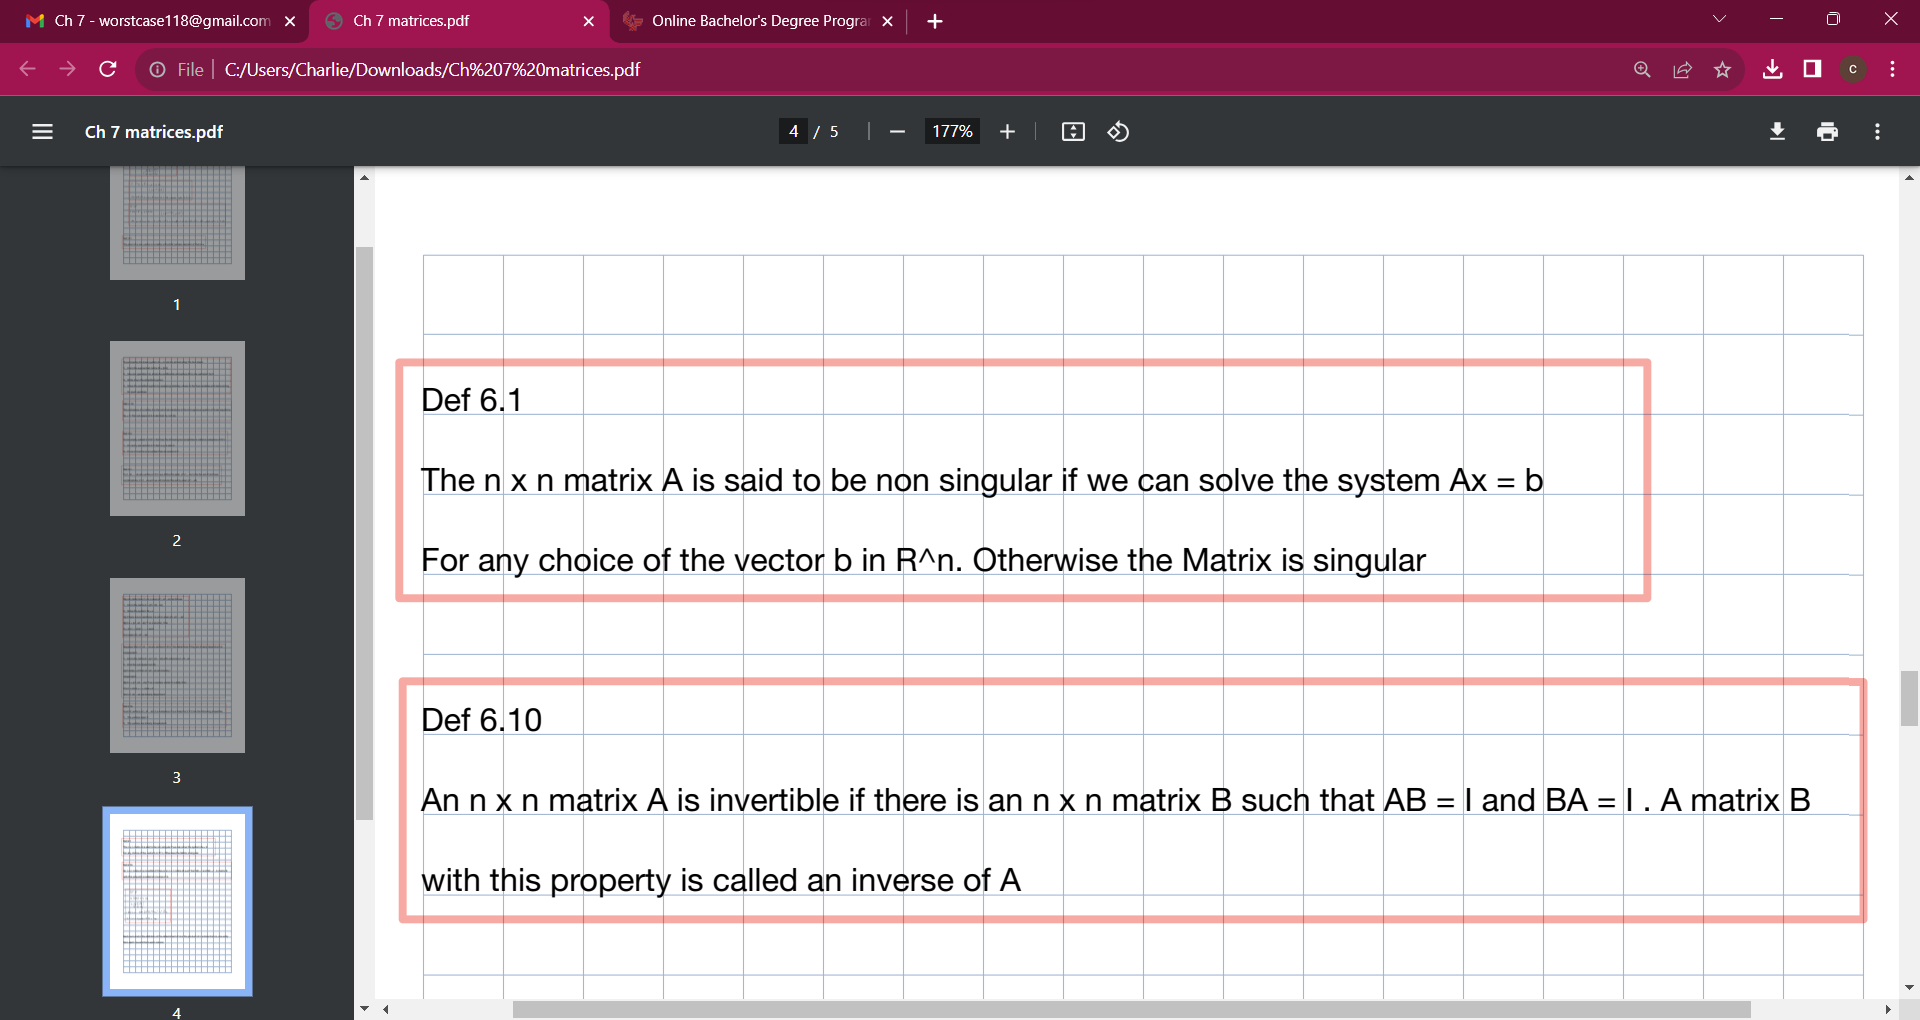 Ch 7 - worstcase118@gmail.com
Ch 7 matrices.pdf
Online Bachelor's Degree Progra
File
C:/Users/Charlie/Downloads/Ch%207%20matrices.pdf
c
Ch 7 matrices.pdf
4 / 5
177%
1
2
3
4
Def 6.1
The n x n matrix A is said to be non singular if we can solve the system Ax = b
For any choice of the vector b in R^n. Otherwise the Matrix is singular
Def 6.10
An n x n matrix A is invertible if there is an n x n matrix B such that AB = I and BA = I . A matrix B
with this property is called an inverse of A